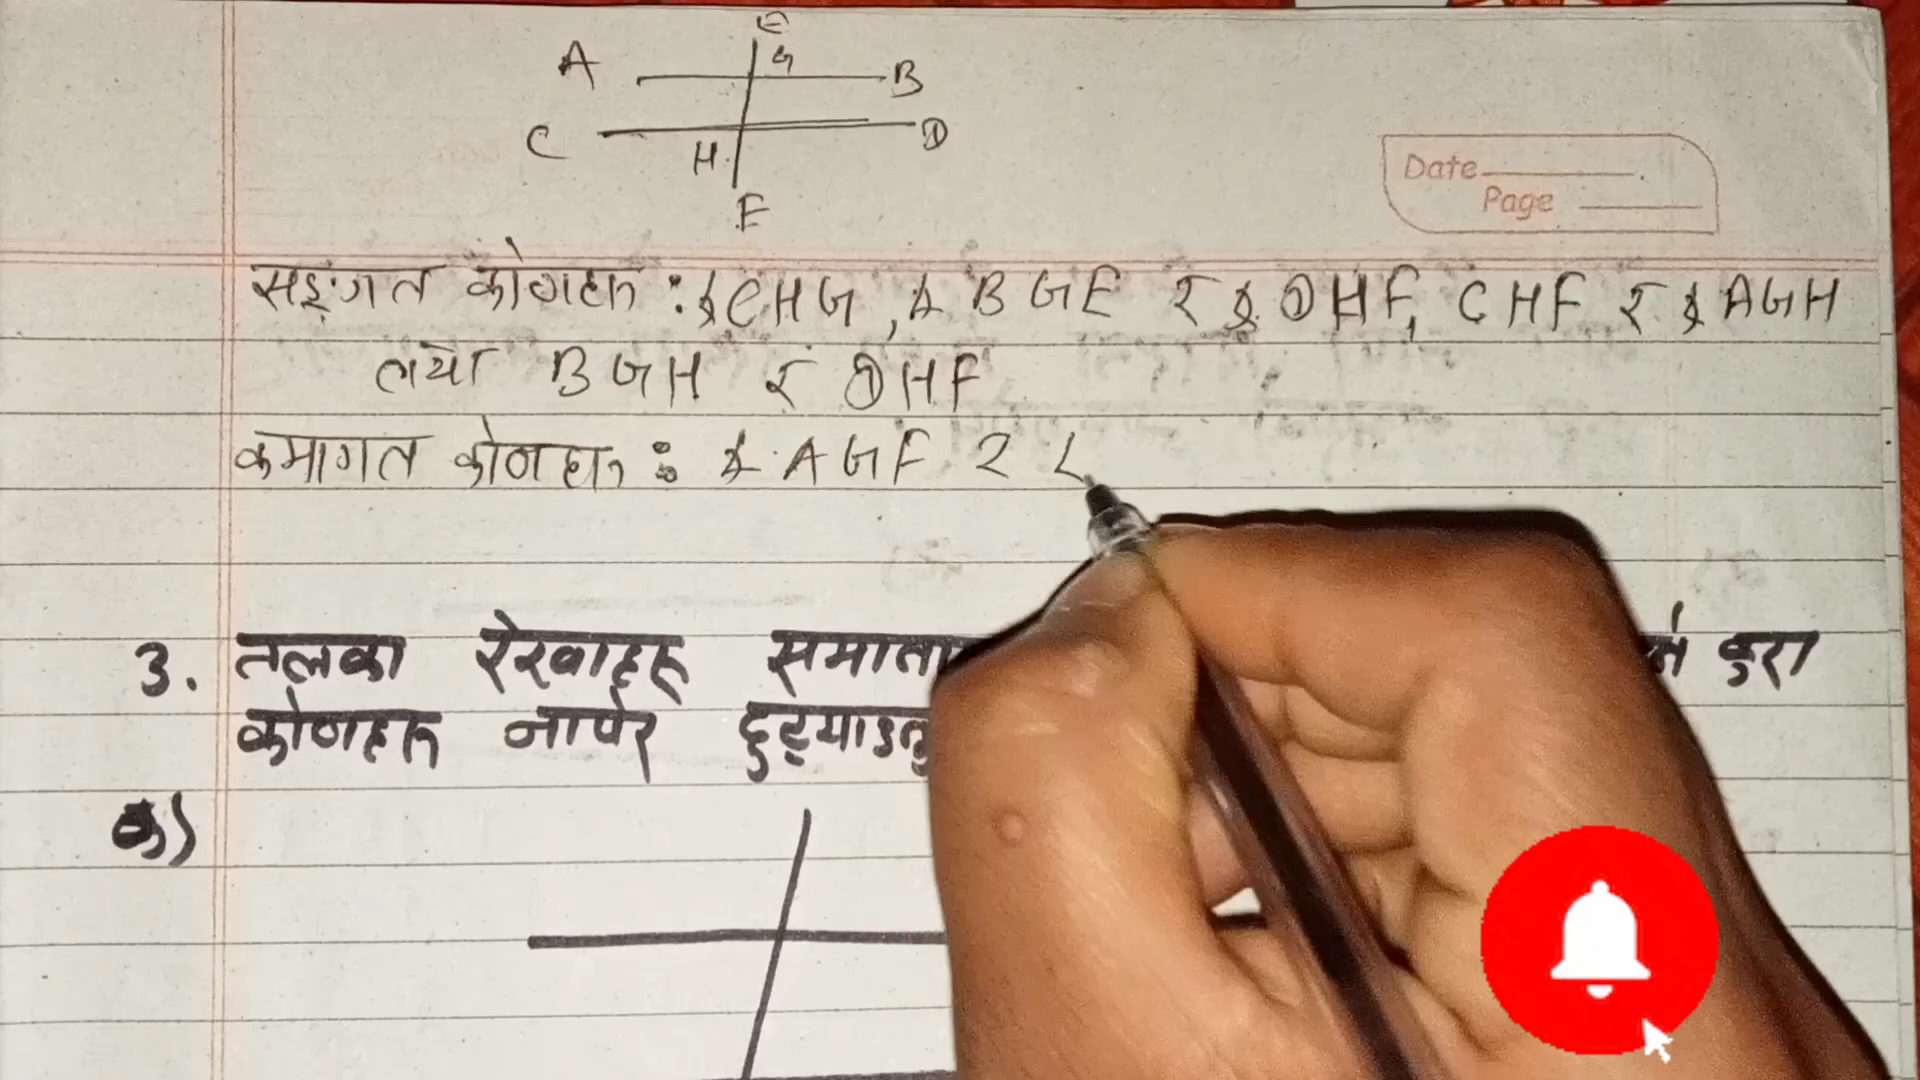 E
A G B
C D
H
F
Date
Page
सङ्गत कोणहरू : ∠CHG, ∠BGE र ∠DHF, CHF र ∠AGH
तथा BGH र DHF
क्रमागत कोणहरू : ∠AGF र ∠
3. तलका रेखाहरू कुरा
कोणहरू नापेर
क)